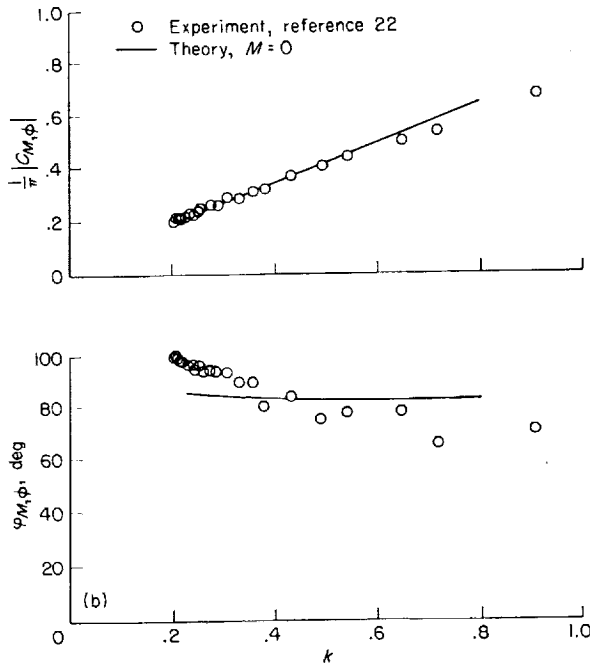 ○ Experiment, reference 22
— Theory, M = 0
1.0
.8
.6
.4
.2
0
1/π |C_M,ϕ|
100
80
60
40
20
0
φ_M,ϕ, deg
(b)
.2
.4
.6
.8
1.0
k